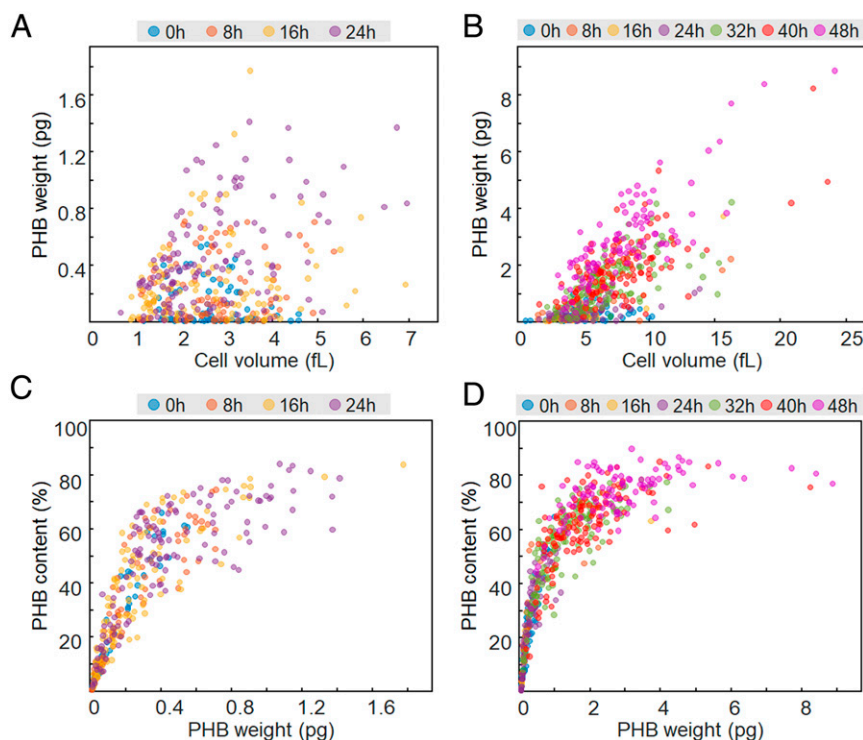 A
0h 8h 16h 24h
PHB weight (pg)
1.6
1.2
0.8
0.4
0 1 2 3 4 5 6 7
Cell volume (fL)
B
0h 8h 16h 24h 32h 40h 48h
PHB weight (pg)
8
6
4
2
0 5 10 15 20 25
Cell volume (fL)
C
0h 8h 16h 24h
PHB content (%)
100
80
60
40
20
0 0.4 0.8 1.2 1.6
PHB weight (pg)
D
0h 8h 16h 24h 32h 40h 48h
PHB content (%)
100
80
60
40
20
0 2 4 6 8
PHB weight (pg)